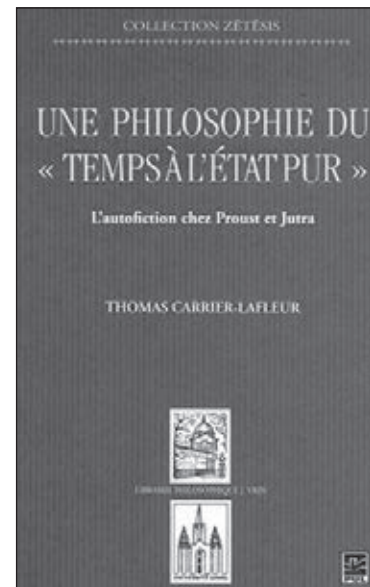 COLLECTION ZÉTÉSIS
UNE PHILOSOPHIE DU
« TEMPS À L'ÉTAT PUR »
L'autofiction chez Proust et Jutra
THOMAS CARRIER-LAFLEUR
LIBRAIRIE PHILOSOPHIQUE J. VRIN
PUL